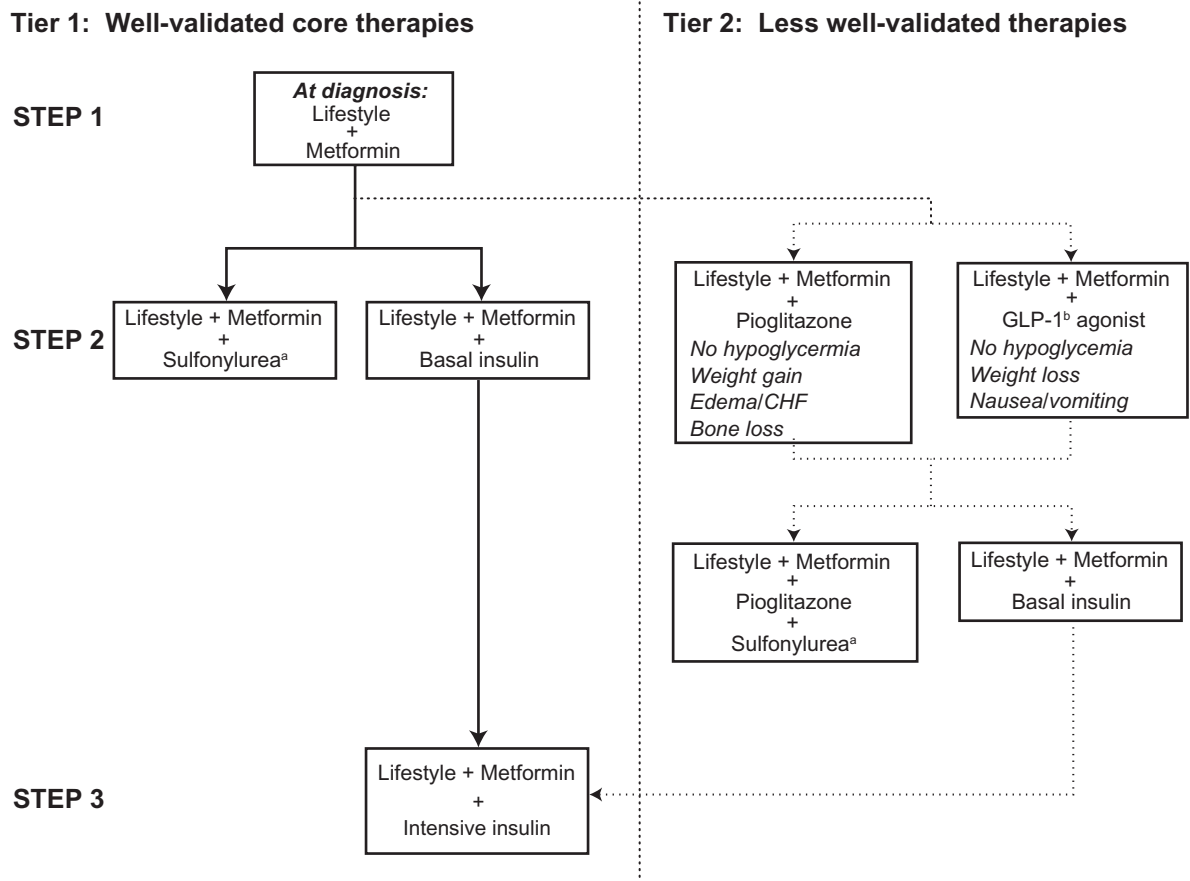 Tier 1: Well-validated core therapies
Tier 2: Less well-validated therapies
STEP 1
At diagnosis:
Lifestyle
+
Metformin
STEP 2
Lifestyle + Metformin
+
Sulfonylureaᵃ
Lifestyle + Metformin
+
Basal insulin
Lifestyle + Metformin
+
Pioglitazone
No hypoglycermia
Weight gain
Edema/CHF
Bone loss
Lifestyle + Metformin
+
GLP-1ᵇ agonist
No hypoglycemia
Weight loss
Nausea/vomiting
Lifestyle + Metformin
+
Pioglitazone
+
Sulfonylureaᵃ
Lifestyle + Metformin
+
Basal insulin
STEP 3
Lifestyle + Metformin
+
Intensive insulin